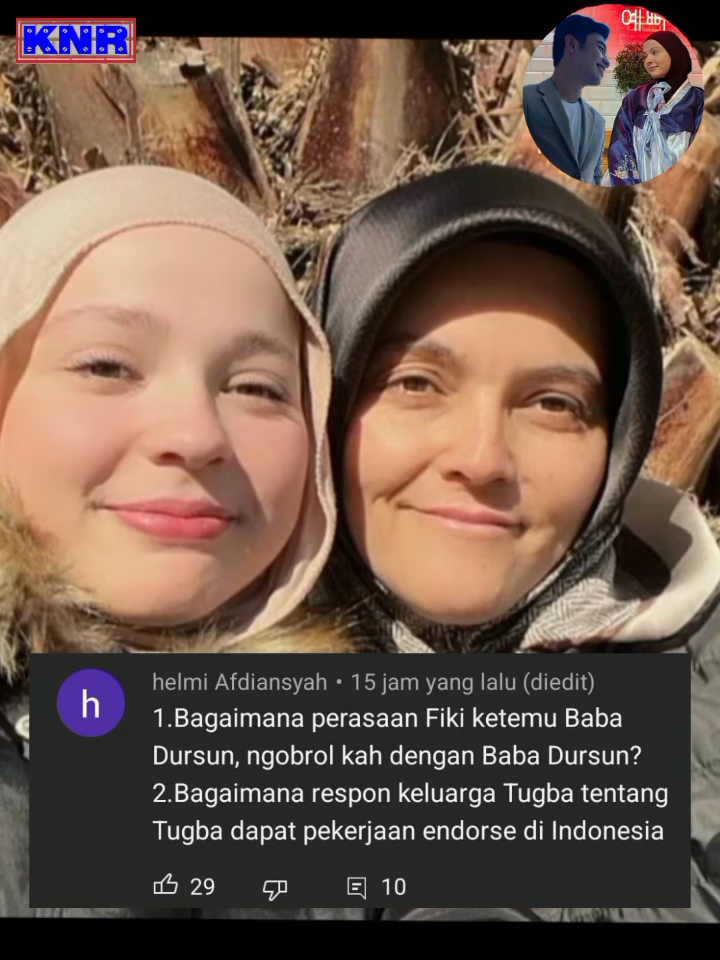 KNR
helmi Afdiansyah • 15 jam yang lalu (diedit)
h
1.Bagaimana perasaan Fiki ketemu Baba
Dursun, ngobrol kah dengan Baba Dursun?
2.Bagaimana respon keluarga Tugba tentang
Tugba dapat pekerjaan endorse di Indonesia
29
10